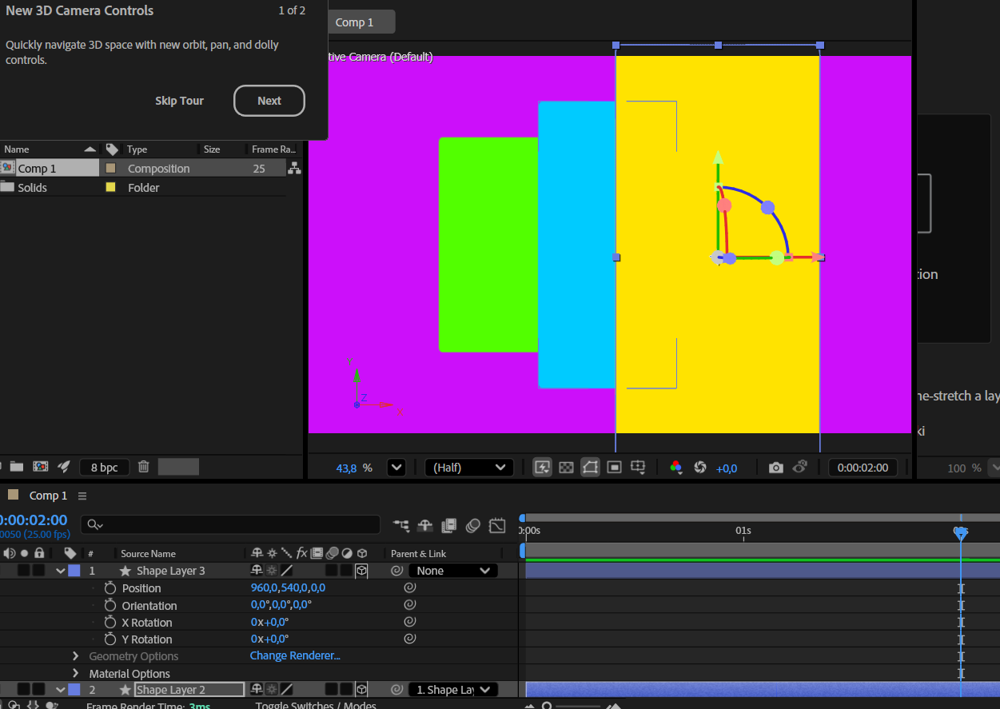 New 3D Camera Controls
1 of 2
Quickly navigate 3D space with new orbit, pan, and dolly
controls.
Skip Tour
Next
Comp 1
tive Camera (Default)
Name
Type
Size
Frame Ra...
Comp 1
Composition
25
Solids
Folder
Y
Z
X
tion
ne-stretch a lay
ki
8 bpc
43,8 %
(Half)
+0,0
0:00:02:00
100 %
Comp 1
0:00:02:00
0050 (25.00 fps)
#
Source Name
fx
Parent & Link
0:00s
01s
1
Shape Layer 3
None
Position
960,0,540,0,0,0
Orientation
0,0°,0,0°,0,0°
X Rotation
0x+0,0°
Y Rotation
0x+0,0°
Geometry Options
Change Renderer...
Material Options
2
Shape Layer 2
1. Shape Lay
Frame Render Time: 3ms
Toggle Switches / Modes